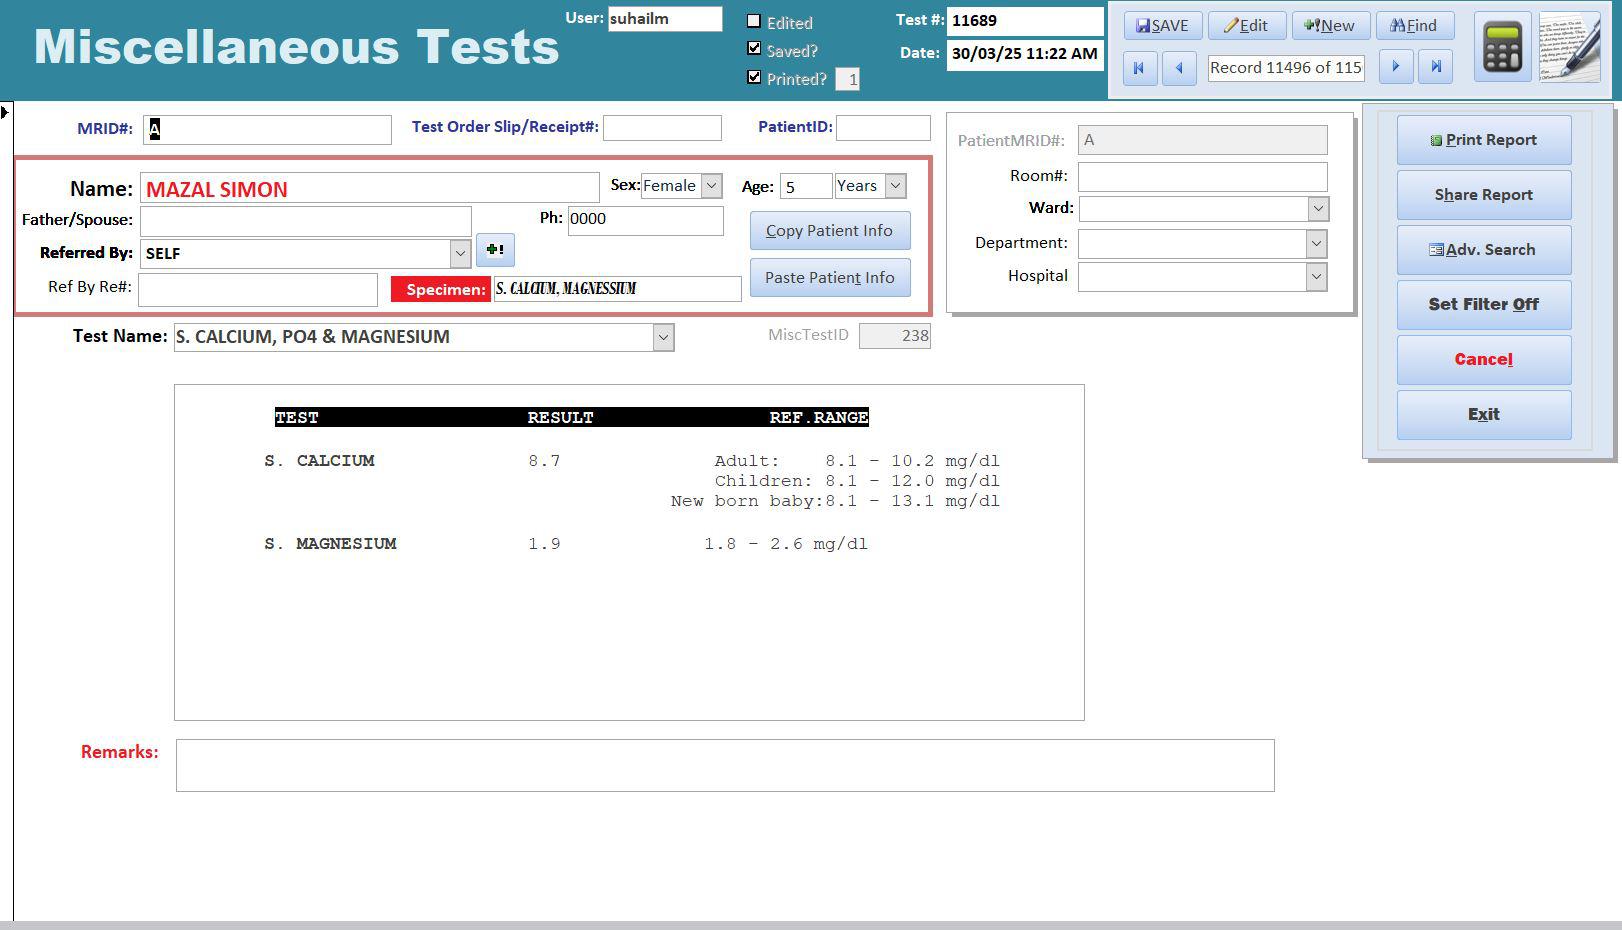 Miscellaneous Tests
User: suhailm
Edited
Saved?
Printed? 1
Test #: 11689
Date: 30/03/25 11:22 AM
SAVE Edit New Find
Record 11496 of 115
MRID#: A Test Order Slip/Receipt#: PatientID:
Name: MAZAL SIMON Sex: Female Age: 5 Years
Father/Spouse: Ph: 0000
Copy Patient Info
Referred By: SELF
Paste Patient Info
Ref By Re#: Specimen: S. CALCIUM, MAGNESSIUM
Test Name: S. CALCIUM, PO4 & MAGNESIUM MiscTestID 238
PatientMRID#: A
Room#:
Ward:
Department:
Hospital
Print Report
Share Report
Adv. Search
Set Filter Off
Cancel
Exit
TEST RESULT REF.RANGE
S. CALCIUM 8.7 Adult: 8.1 - 10.2 mg/dl
Children: 8.1 - 12.0 mg/dl
New born baby:8.1 - 13.1 mg/dl
S. MAGNESIUM 1.9 1.8 - 2.6 mg/dl
Remarks: